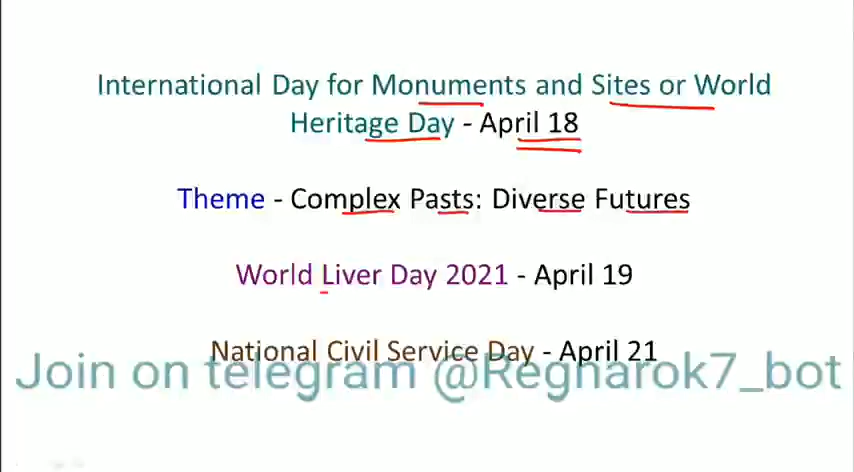 International Day for Monuments and Sites or World
Heritage Day - April 18
Theme - Complex Pasts: Diverse Futures
World Liver Day 2021 - April 19
National Civil Service Day - April 21
Join on telegram @Regnarok7_bot